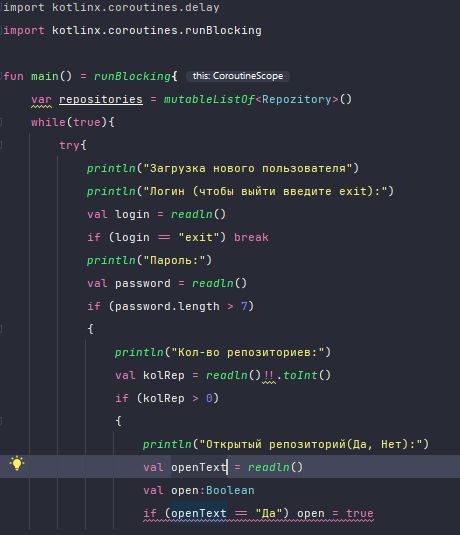 import kotlinx.coroutines.delay
import kotlinx.coroutines.runBlocking
fun main() = runBlocking{ this: CoroutineScope
var repositories = mutableListOf<Repozitory>()
while(true){
try{
println("Загрузка нового пользователя")
println("Логин (чтобы выйти введите exit):")
val login = readln()
if (login == "exit") break
println("Пароль:")
val password = readln()
if (password.length > 7)
{
println("Кол-во репозиториев:")
val kolRep = readln()!!.toInt()
if (kolRep > 0)
{
println("Открытый репозиторий(Да, Нет):")
val openText = readln()
val open:Boolean
if (openText == "Да") open = true